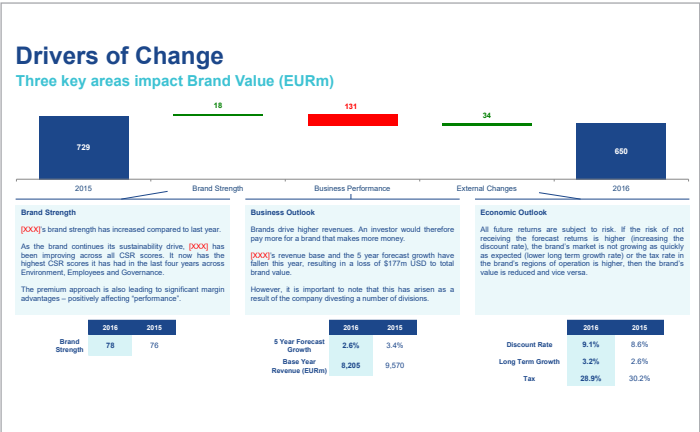 Drivers of Change
Three key areas impact Brand Value (EURm)
18
131
34
729
650
2015
Brand Strength
Business Performance
External Changes
2016
Brand Strength
[XXX]'s brand strength has increased compared to last year.
As the brand continues its sustainability drive, [XXX] has
been improving across all CSR scores. It now has the
highest CSR scores it has had in the last four years across
Environment, Employees and Governance.
The premium approach is also leading to significant margin
advantages – positively affecting "performance".
Business Outlook
Brands drive higher revenues. An investor would therefore
pay more for a brand that makes more money.
[XXX]'s revenue base and the 5 year forecast growth have
fallen this year, resulting in a loss of $177m USD to total
brand value.
However, it is important to note that this has arisen as a
result of the company divesting a number of divisions.
Economic Outlook
All future returns are subject to risk. If the risk of not
receiving the forecast returns is higher (increasing the
discount rate), the brand's market is not growing as quickly
as expected (lower long term growth rate) or the tax rate in
the brand's regions of operation is higher, then the brand's
value is reduced and vice versa.
2016 2015
Brand
Strength 78 76
2016 2015
5 Year Forecast
Growth 2.6% 3.4%
Base Year
Revenue (EURm) 8,205 9,570
2016 2015
Discount Rate 9.1% 8.6%
Long Term Growth 3.2% 2.6%
Tax 28.9% 30.2%